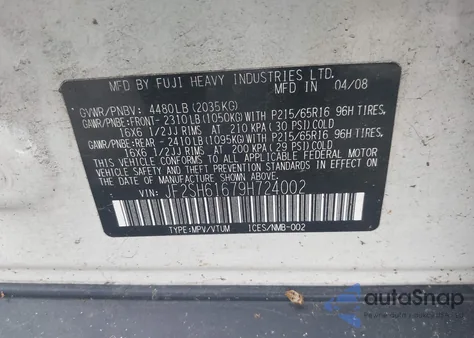 MFD BY FUJI HEAVY INDUSTRIES LTD.
GVWR/PNBV: 4480LB (2035KG) MFD IN 04/08
GAWR/PNBE:FRONT-2310LB(1050KG)WITH P215/65R16 96H TIRES,
16X6 1/2JJ RIMS AT 210 KPA(30 PSI)COLD
GAWR/PNBE:REAR -2410LB(1095KG)WITH P215/65R16 96H TIRES,
16X6 1/2JJ RIMS AT 200 KPA(29 PSI)COLD
THIS VEHICLE CONFORMS TO ALL APPLICABLE FEDERAL
MOTOR VEHICLE SAFETY STANDARDS IN EFFECT ON THE DATE
OF MANUFACTURE SHOWN ABOVE.
VIN: JF2SH61679H724002
TYPE:MPV/VTUM ICES/NMB-002
autoSnap
Powered by